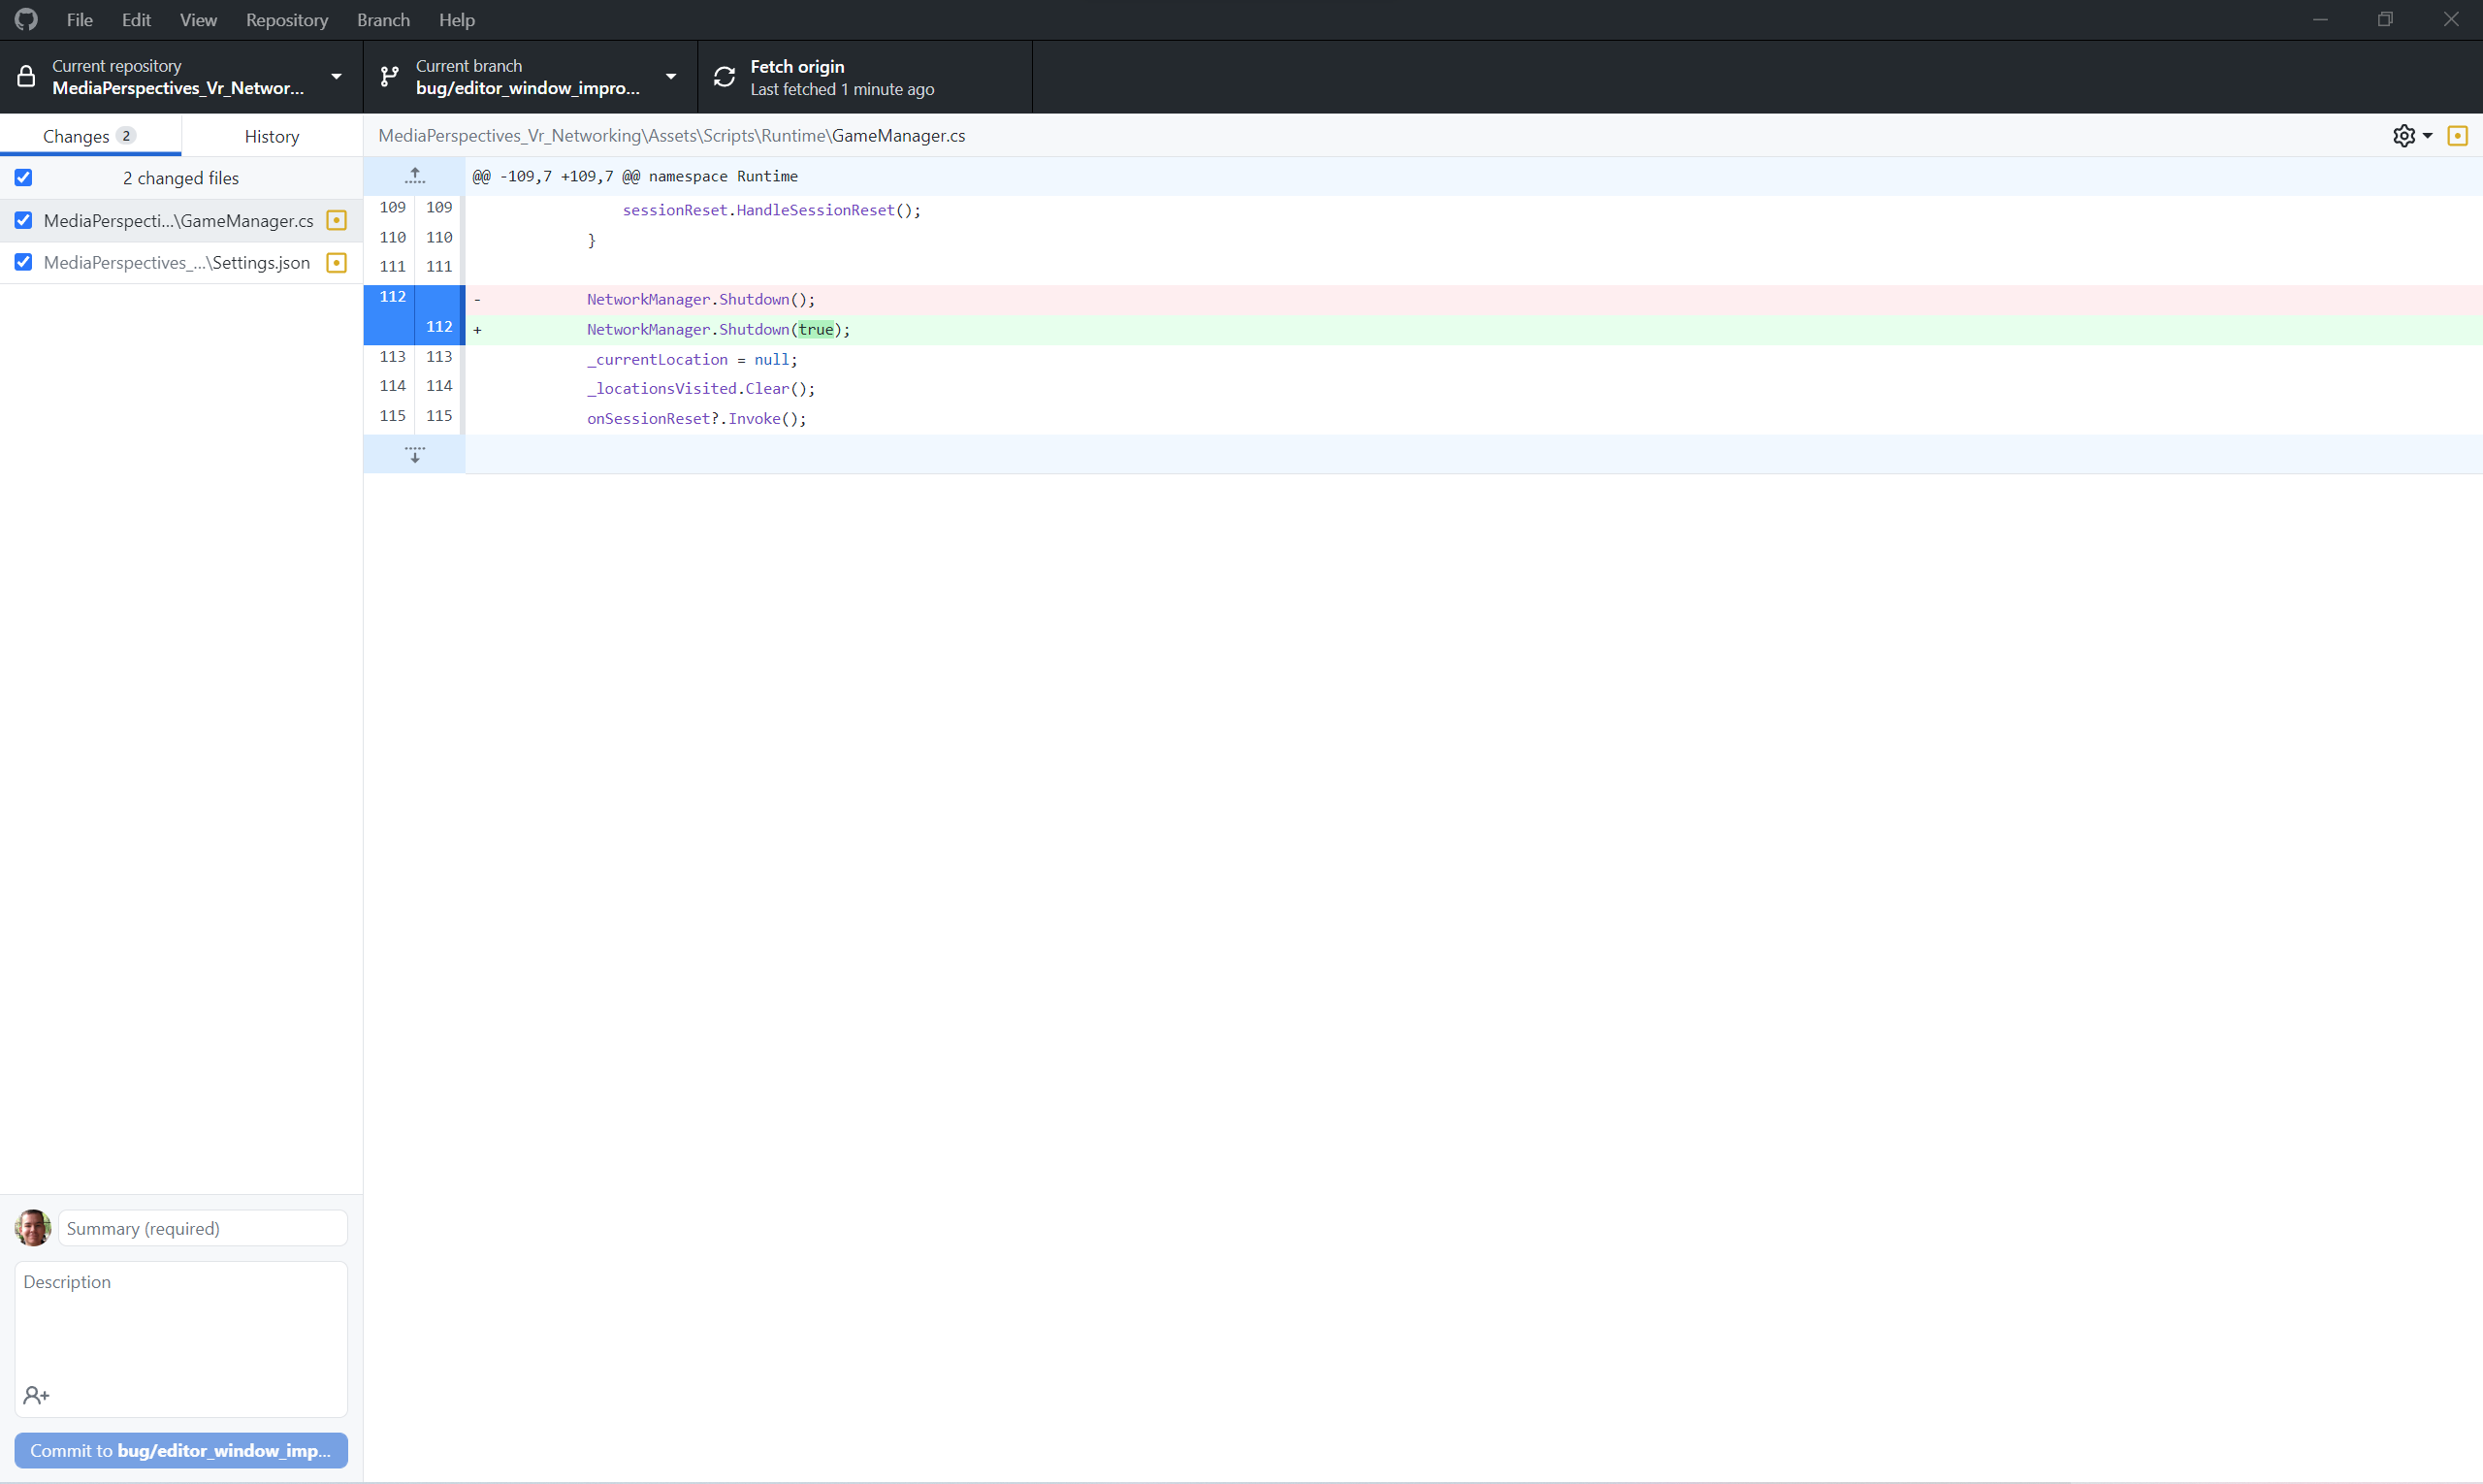 File Edit View Repository Branch Help
Current repository
MediaPerspectives_Vr_Networ...
Current branch
bug/editor_window_impro...
Fetch origin
Last fetched 1 minute ago
Changes 2
History
MediaPerspectives_Vr_Networking\Assets\Scripts\Runtime\GameManager.cs
2 changed files
MediaPerspecti...\GameManager.cs
MediaPerspectives_...\Settings.json
@@ -109,7 +109,7 @@ namespace Runtime
109 109 sessionReset.HandleSessionReset();
110 110 }
111 111
112 - NetworkManager.Shutdown();
112 + NetworkManager.Shutdown(true);
113 113 _currentLocation = null;
114 114 _locationsVisited.Clear();
115 115 onSessionReset?.Invoke();
Summary (required)
Description
Commit to bug/editor_window_imp...